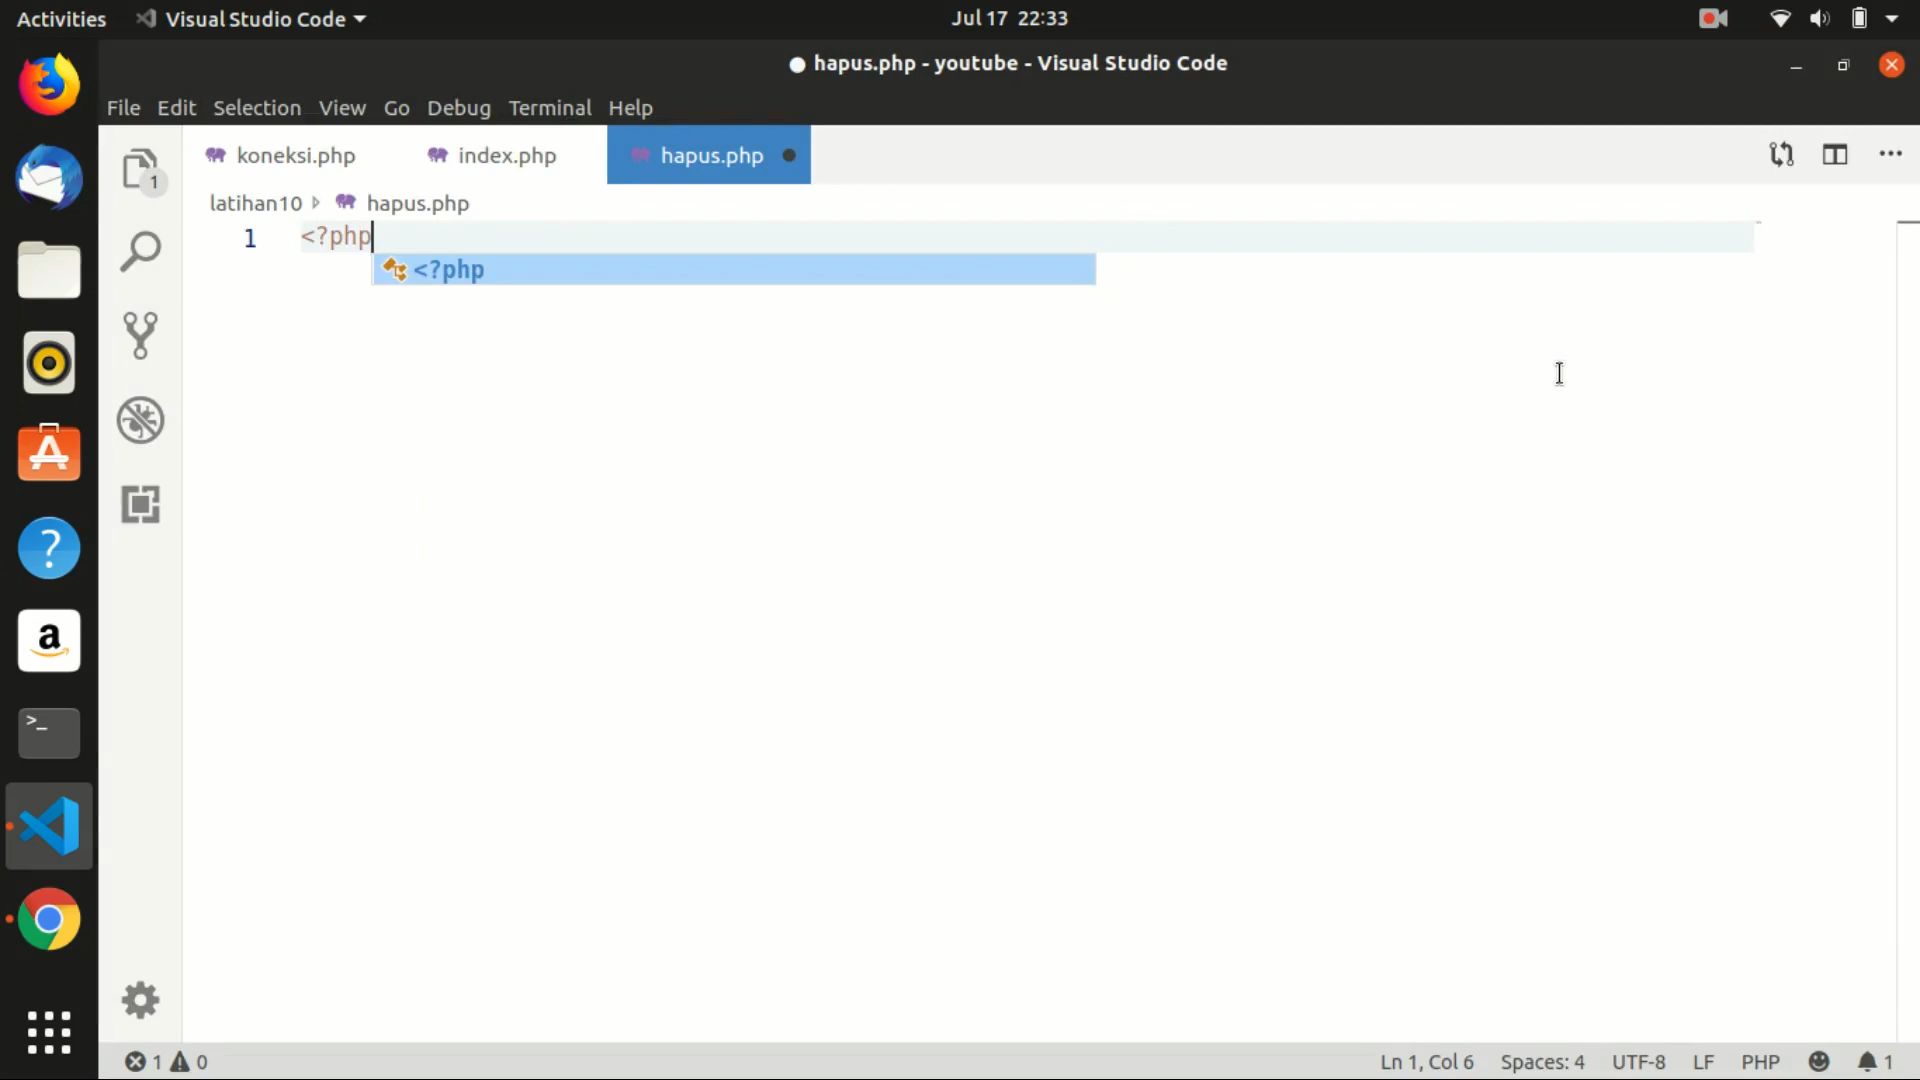 Activities Visual Studio Code Jul 17 22:33
hapus.php - youtube - Visual Studio Code
File Edit Selection View Go Debug Terminal Help
koneksi.php index.php hapus.php
1
latihan10 hapus.php
1 <?php
<?php
?
a
>_
1 0 Ln 1, Col 6 Spaces: 4 UTF-8 LF PHP 1